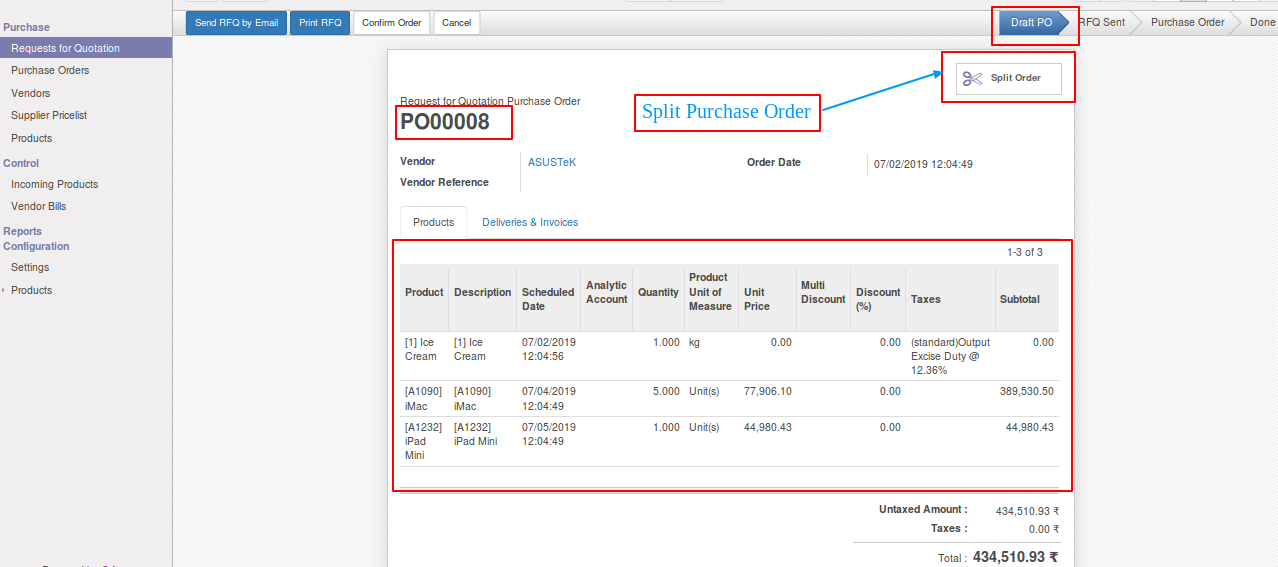 Purchase
Requests for Quotation
Purchase Orders
Vendors
Supplier Pricelist
Products
Control
Incoming Products
Vendor Bills
Reports
Configuration
Settings
Products
Send RFQ by Email Print RFQ Confirm Order Cancel
Draft PO RFQ Sent Purchase Order Done
Split Order
Split Purchase Order
Request for Quotation Purchase Order
PO00008
Vendor ASUSTeK Order Date 07/02/2019 12:04:49
Vendor Reference
Products Deliveries & Invoices
1-3 of 3
Product Description Scheduled Date Analytic Account Quantity Product Unit of Measure Unit Price Multi Discount Discount (%) Taxes Subtotal
[1] Ice [1] Ice 07/02/2019 1.000 kg 0.00 0.00 (standard)Output 0.00
Cream Cream 12:04:56 Excise Duty @
12.36%
[A1090] [A1090] 07/04/2019 5.000 Unit(s) 77,906.10 0.00 389,530.50
iMac iMac 12:04:49
[A1232] [A1232] 07/05/2019 1.000 Unit(s) 44,980.43 0.00 44,980.43
iPad iPad Mini 12:04:49
Mini
Untaxed Amount : 434,510.93 ₹
Taxes : 0.00 ₹
Total : 434,510.93 ₹